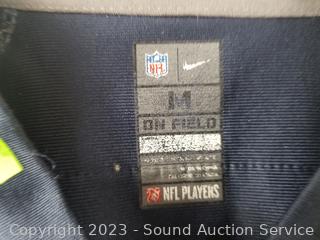 NFL
M
ON FIELD
NFL PLAYERS
Copyright 2023 - Sound Auction Service